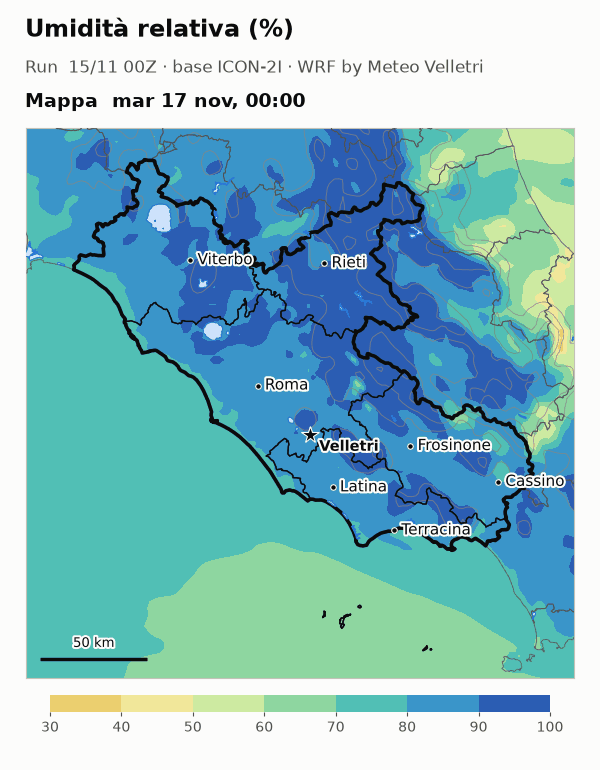 Umidità relativa (%)
Run  15/11 00Z · base ICON-2I · WRF by Meteo Velletri
Mappa  mar 17 nov, 00:00
Viterbo
Rieti
Roma
Velletri
Frosinone
Latina
Cassino
Terracina
50 km
30 40 50 60 70 80 90 100